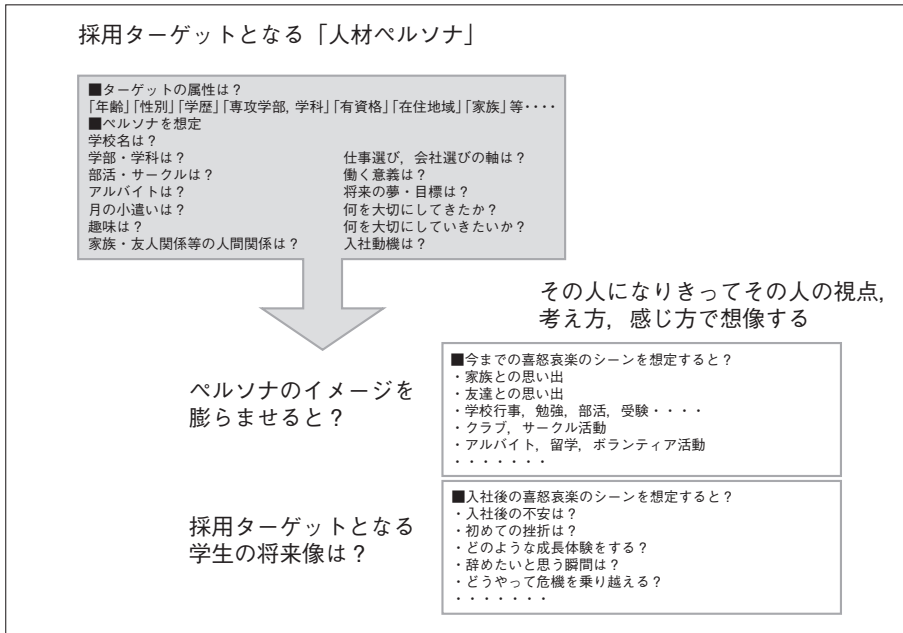 採用ターゲットとなる「人材ペルソナ」
■ターゲットの属性は？
「年齢」「性別」「学歴」「専攻学部，学科」「有資格」「在住地域」「家族」等・・・・
■ペルソナを想定
学校名は？
学部・学科は？
部活・サークルは？
アルバイトは？
月の小遣いは？
趣味は？
家族・友人関係等の人間関係は？
仕事選び，会社選びの軸は？
働く意義は？
将来の夢・目標は？
何を大切にしてきたか？
何を大切にしていきたいか？
入社動機は？
その人になりきってその人の視点，
考え方，感じ方で想像する
ペルソナのイメージを
膨らませると？
■今までの喜怒哀楽のシーンを想定すると？
・家族との思い出
・友達との思い出
・学校行事，勉強，部活，受験・・・・
・クラブ，サークル活動
・アルバイト，留学，ボランティア活動
・・・・・・・
採用ターゲットとなる
学生の将来像は？
■入社後の喜怒哀楽のシーンを想定すると？
・入社後の不安は？
・初めての挫折は？
・どのような成長体験をする？
・辞めたいと思う瞬間は？
・どうやって危機を乗り越える？
・・・・・・・